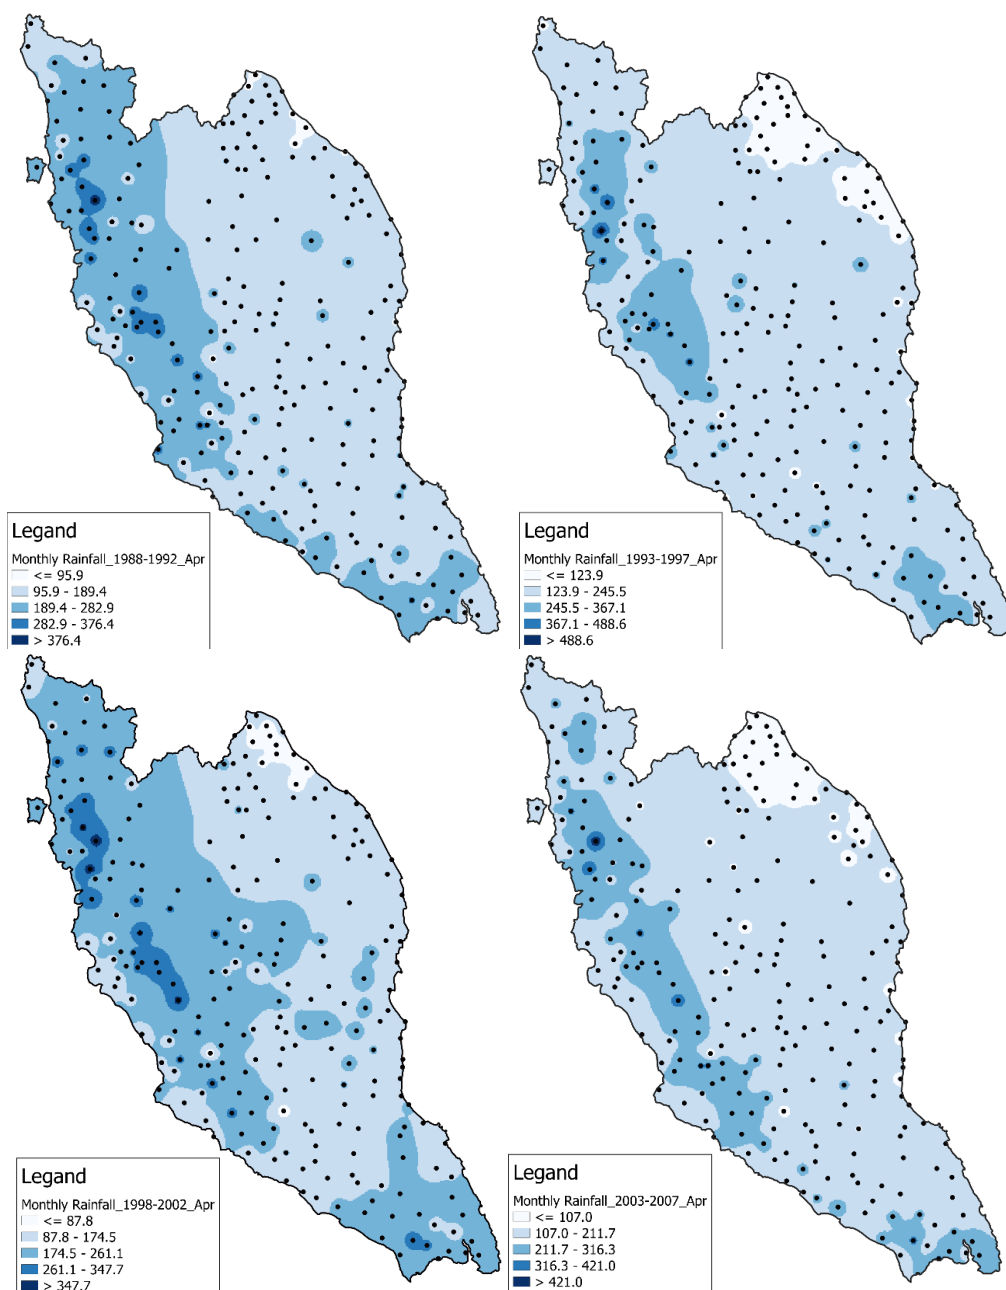 Legand
Monthly Rainfall_1988-1992_Apr
<= 95.9
95.9 - 189.4
189.4 - 282.9
282.9 - 376.4
> 376.4
Legand
Monthly Rainfall_1993-1997_Apr
<= 123.9
123.9 - 245.5
245.5 - 367.1
367.1 - 488.6
> 488.6
Legand
Monthly Rainfall_1998-2002_Apr
<= 87.8
87.8 - 174.5
174.5 - 261.1
261.1 - 347.7
> 347.7
Legand
Monthly Rainfall_2003-2007_Apr
<= 107.0
107.0 - 211.7
211.7 - 316.3
316.3 - 421.0
> 421.0